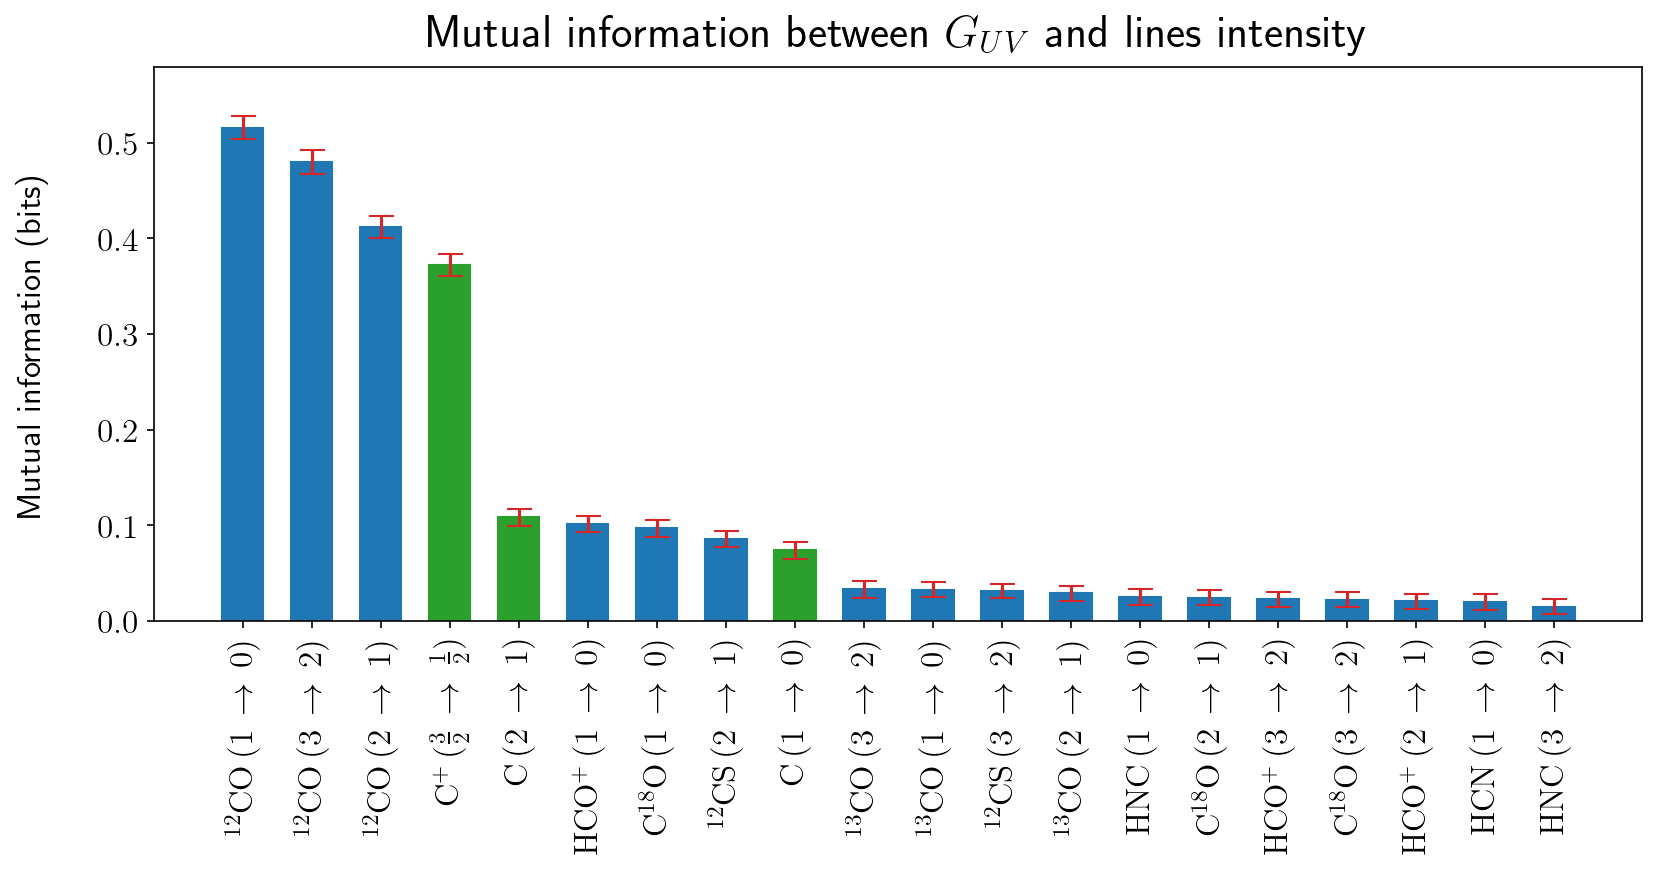 Mutual information between G_{UV} and lines intensity
Mutual information (bits)
0.5
0.4
0.3
0.2
0.1
0.0
¹²CO (1 → 0)
¹²CO (3 → 2)
¹²CO (2 → 1)
C⁺ (3/2 → 1/2)
C (2 → 1)
HCO⁺ (1 → 0)
C¹⁸O (1 → 0)
¹²CS (2 → 1)
C (1 → 0)
¹³CO (3 → 2)
¹³CO (1 → 0)
¹²CS (3 → 2)
¹³CO (2 → 1)
HNC (1 → 0)
C¹⁸O (2 → 1)
HCO⁺ (3 → 2)
C¹⁸O (3 → 2)
HCO⁺ (2 → 1)
HCN (1 → 0)
HNC (3 → 2)